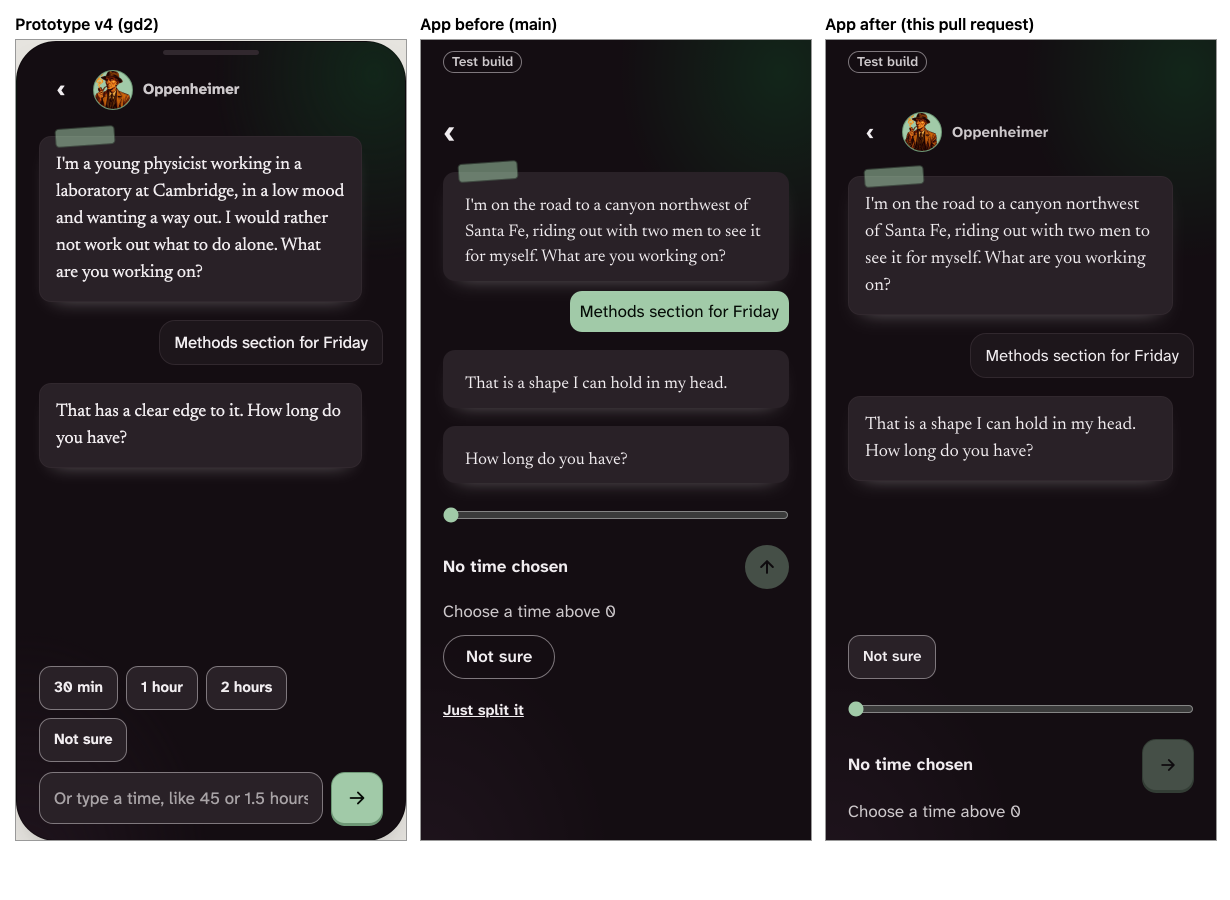 Prototype v4 (gd2)
Oppenheimer
I'm a young physicist working in a
laboratory at Cambridge, in a low mood
and wanting a way out. I would rather
not work out what to do alone. What
are you working on?
Methods section for Friday
That has a clear edge to it. How long do
you have?
30 min
1 hour
2 hours
Not sure
Or type a time, like 45 or 1.5 hours
App before (main)
Test build
I'm on the road to a canyon northwest of
Santa Fe, riding out with two men to see it
for myself. What are you working on?
Methods section for Friday
That is a shape I can hold in my head.
How long do you have?
No time chosen
Choose a time above 0
Not sure
Just split it
App after (this pull request)
Test build
Oppenheimer
I'm on the road to a canyon northwest
of Santa Fe, riding out with two men to
see it for myself. What are you working
on?
Methods section for Friday
That is a shape I can hold in my head.
How long do you have?
Not sure
No time chosen
Choose a time above 0